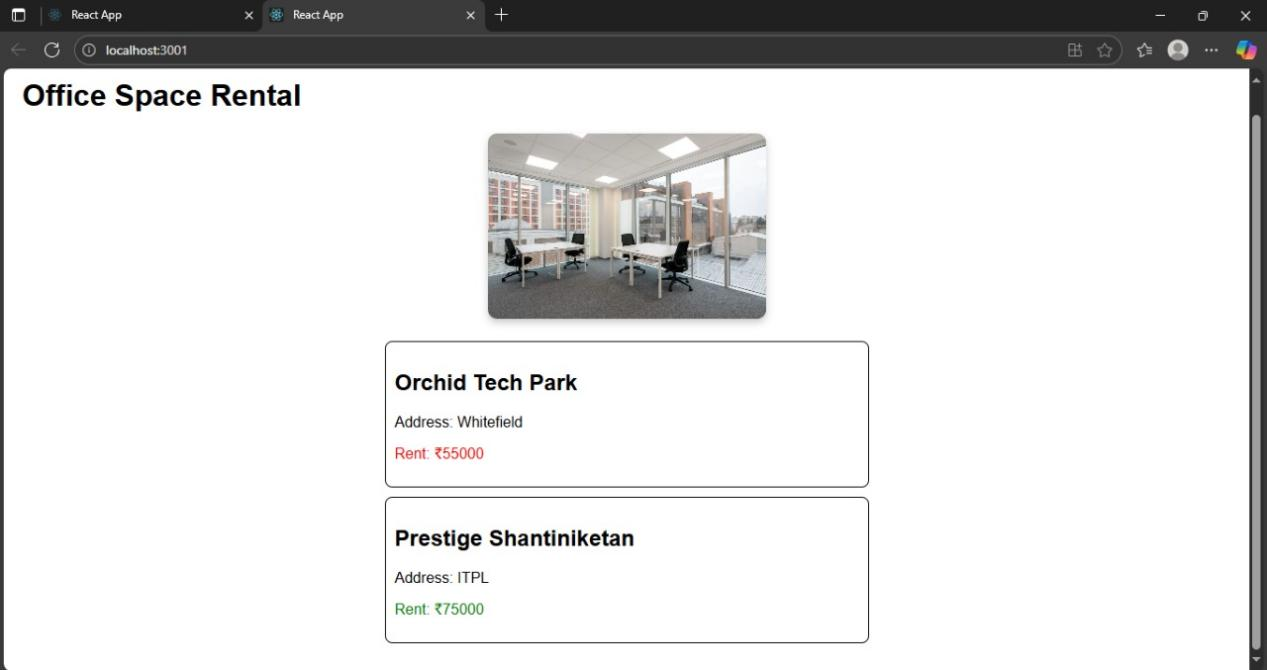 React App
React App
localhost:3001
Office Space Rental
Orchid Tech Park
Address: Whitefield
Rent: ₹55000
Prestige Shantiniketan
Address: ITPL
Rent: ₹75000